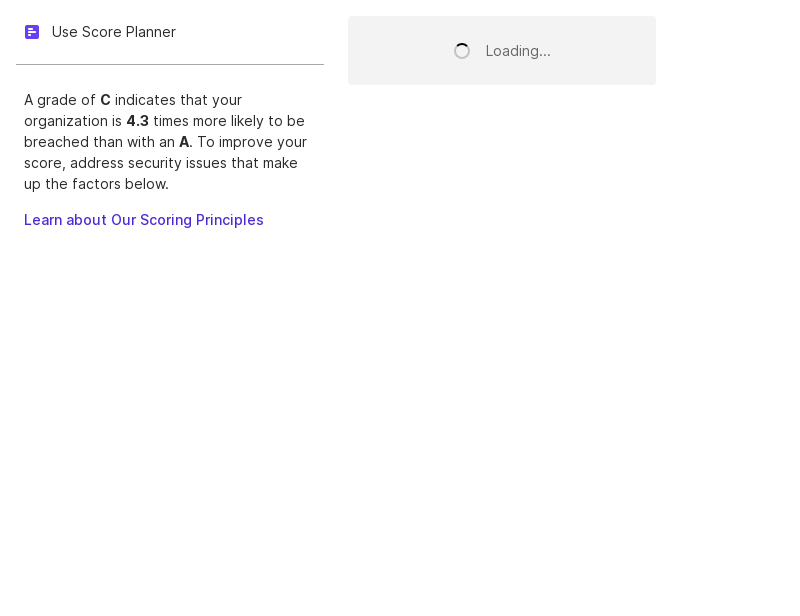 Use Score Planner
A grade of C indicates that your
organization is 4.3 times more likely to be
breached than with an A. To improve your
score, address security issues that make
up the factors below.
Learn about Our Scoring Principles
Loading...